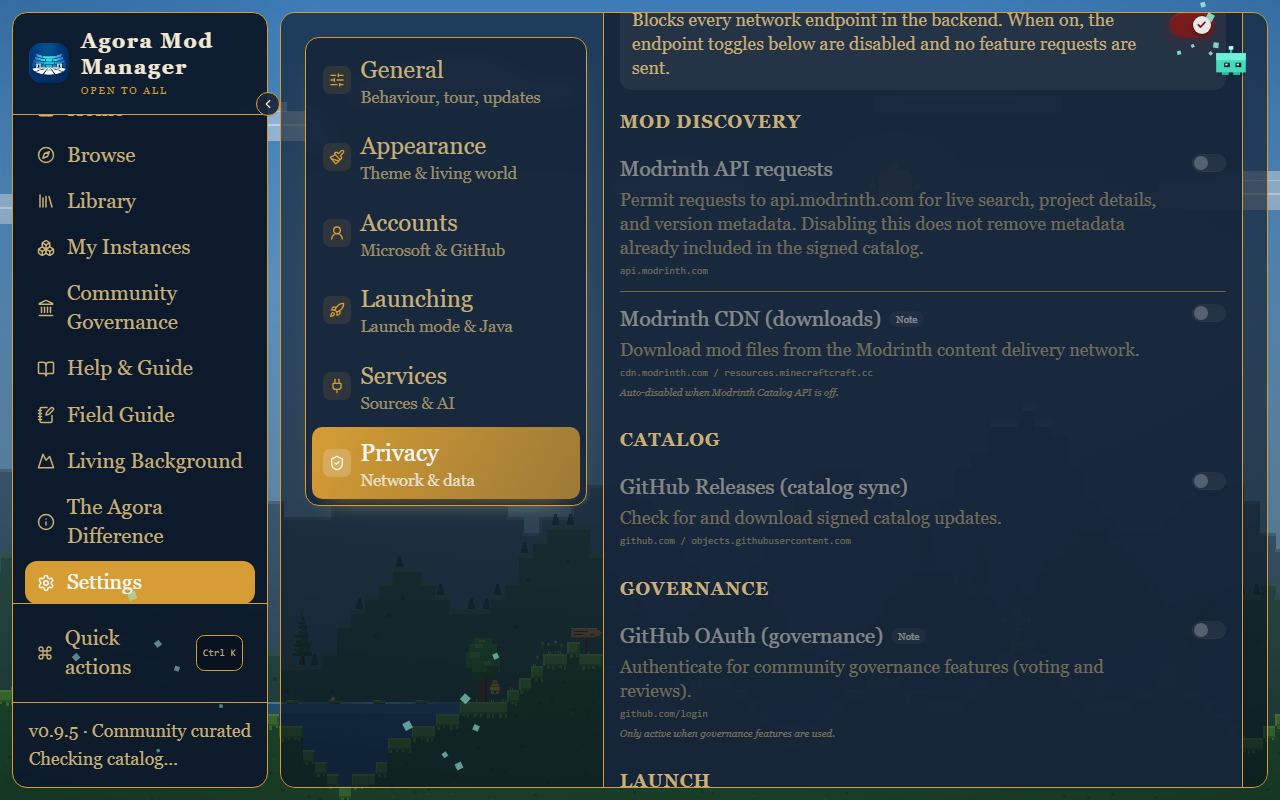 Agora Mod
Manager
OPEN TO ALL
Browse
Library
My Instances
Community
Governance
Help & Guide
Field Guide
Living Background
The Agora
Difference
Settings
Quick
actions
Ctrl K
v0.9.5 · Community curated
Checking catalog...
General
Behaviour, tour, updates
Appearance
Theme & living world
Accounts
Microsoft & GitHub
Launching
Launch mode & Java
Services
Sources & AI
Privacy
Network & data
Blocks every network endpoint in the backend. When on, the
endpoint toggles below are disabled and no feature requests are
sent.
MOD DISCOVERY
Modrinth API requests
Permit requests to api.modrinth.com for live search, project details,
and version metadata. Disabling this does not remove metadata
already included in the signed catalog.
api.modrinth.com
Modrinth CDN (downloads) Note
Download mod files from the Modrinth content delivery network.
cdn.modrinth.com / resources.minecraftcraft.cc
Auto-disabled when Modrinth Catalog API is off.
CATALOG
GitHub Releases (catalog sync)
Check for and download signed catalog updates.
github.com / objects.githubusercontent.com
GOVERNANCE
GitHub OAuth (governance) Note
Authenticate for community governance features (voting and
reviews).
github.com/login
Only active when governance features are used.
LAUNCH